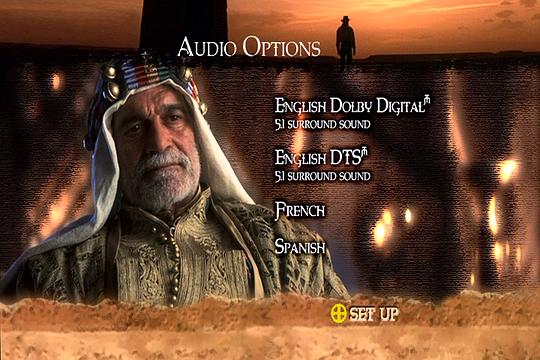 Audio Options
English Dolby Digital
5.1 surround sound
English DTS
5.1 surround sound
French
Spanish
Set Up